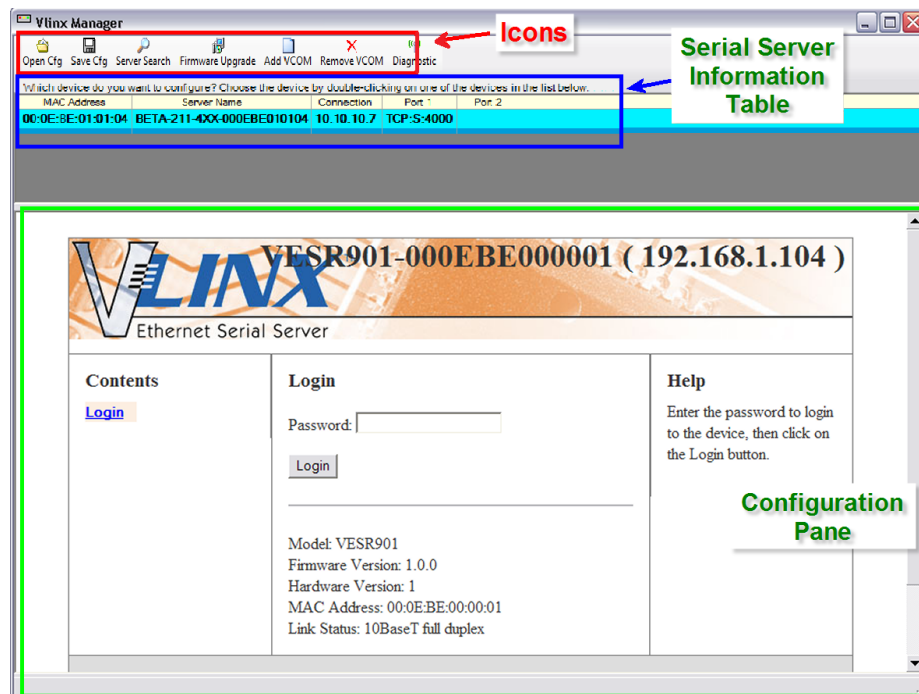 Vlinx Manager
Icons
Open Cfg Save Cfg Server Search Firmware Upgrade Add VCOM Remove VCOM Diagnostic
Serial Server
Information
Table
Which device do you want to configure? Choose the device by double-clicking on one of the devices in the list below.
MAC Address Server Name Connection Port 1 Port 2
00:0E:BE:01:01:04 BETA-211-4XX-000EBE010104 10.10.10.7 TCP:S:4000
VESR901-000EBE000001 ( 192.168.1.104 )
VLINX
Ethernet Serial Server
Contents
Login
Login
Password:
Login
Model: VESR901
Firmware Version: 1.0.0
Hardware Version: 1
MAC Address: 00:0E:BE:00:00:01
Link Status: 10BaseT full duplex
Help
Enter the password to login
to the device, then click on
the Login button.
Configuration
Pane